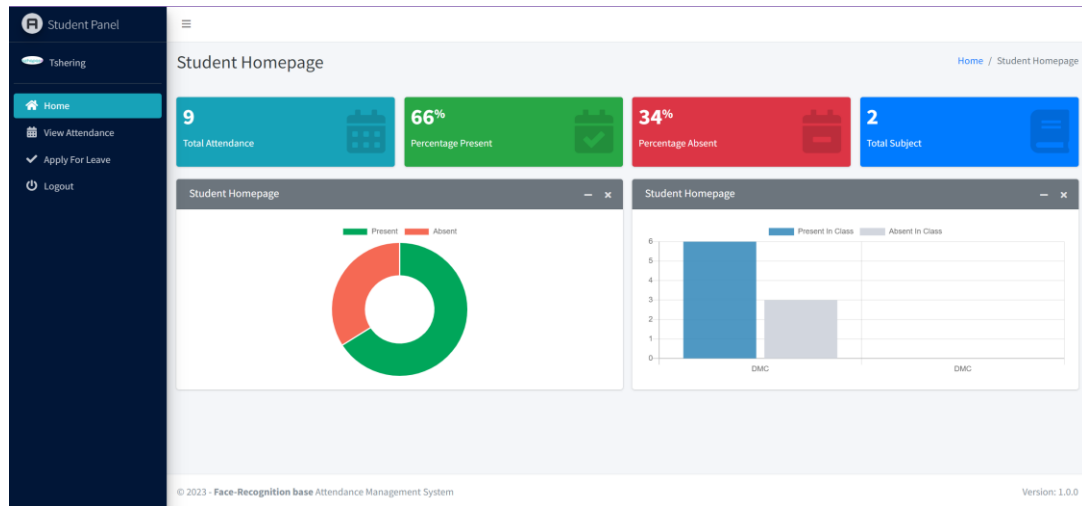 Student Panel
Tshering
Home
View Attendance
Apply For Leave
Logout
Student Homepage
Home / Student Homepage
9
Total Attendance
66%
Percentage Present
34%
Percentage Absent
2
Total Subject
Student Homepage
Present Absent
Student Homepage
Present In Class Absent In Class
6
5
4
3
2
1
0
DMC DMC
© 2023 - Face-Recognition base Attendance Management System
Version: 1.0.0